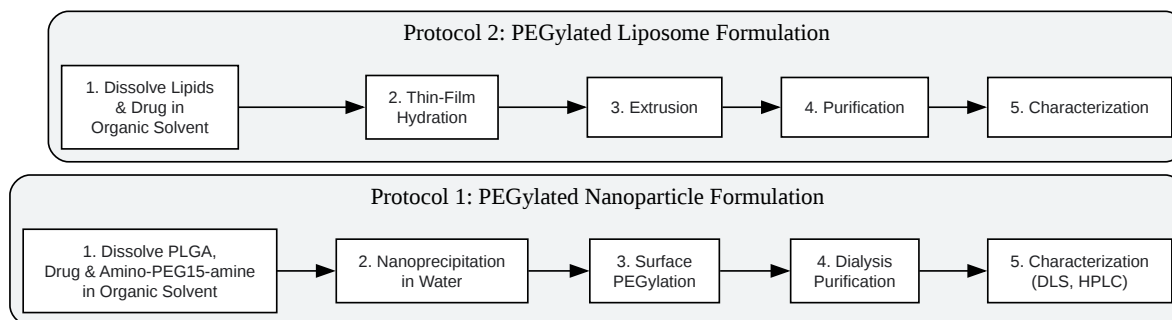 Protocol 2: PEGylated Liposome Formulation
1. Dissolve Lipids
& Drug in
Organic Solvent
2. Thin-Film
Hydration
3. Extrusion
4. Purification
5. Characterization
Protocol 1: PEGylated Nanoparticle Formulation
1. Dissolve PLGA,
Drug & Amino-PEG15-amine
in Organic Solvent
2. Nanoprecipitation
in Water
3. Surface
PEGylation
4. Dialysis
Purification
5. Characterization
(DLS, HPLC)